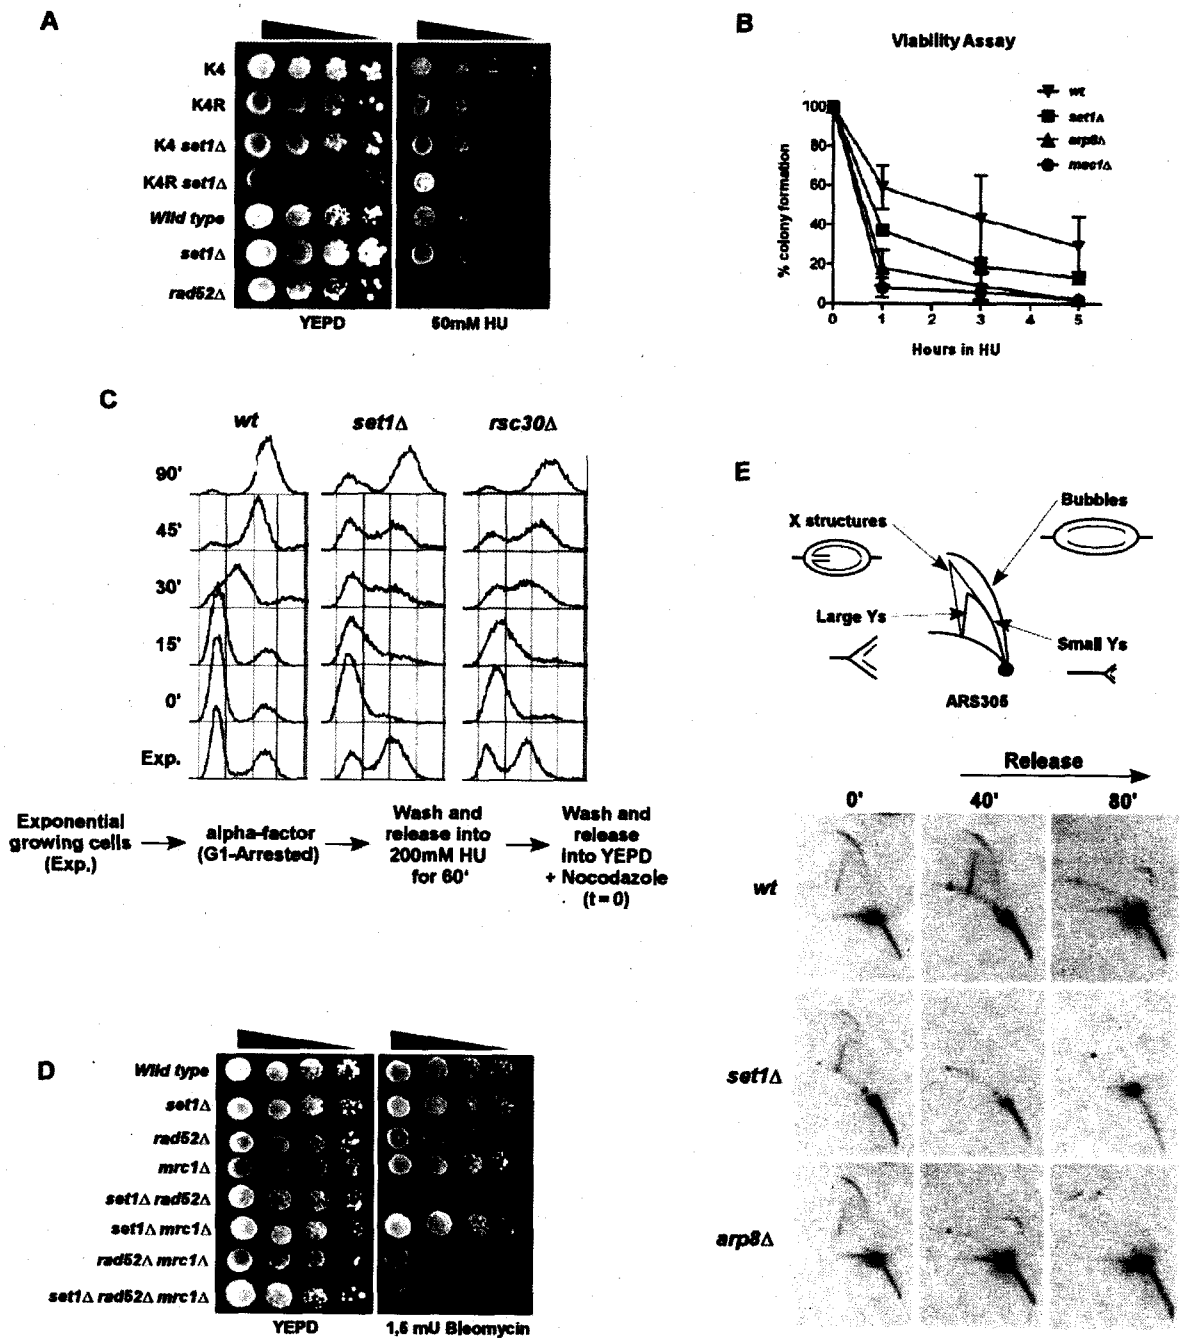 A
K4
K4R
K4 set1Δ
K4R set1Δ
Wild type
set1Δ
rad52Δ
YEPD
50mM HU
B
Viability Assay
% colony formation
100
80
60
40
20
0
0
1
2
3
4
5
Hours in HU
wt
set1Δ
arp8Δ
mec1Δ
C
wt
set1Δ
rsc30Δ
90'
45'
30'
15'
0'
Exp.
Exponential
growing cells
(Exp.)
alpha-factor
(G1-Arrested)
Wash and
release into
200mM HU
for 60'
Wash and
release
into YEPD
+ Nocodazole
(t = 0)
D
Wild type
set1Δ
rad52Δ
mrc1Δ
set1Δ rad52Δ
set1Δ mrc1Δ
rad52Δ mrc1Δ
set1Δ rad52Δ mrc1Δ
YEPD
1,5 mU Bleomycin
E
X structures
Bubbles
Large Ys
Small Ys
ARS305
Release
0'
40'
80'
wt
set1Δ
arp8Δ